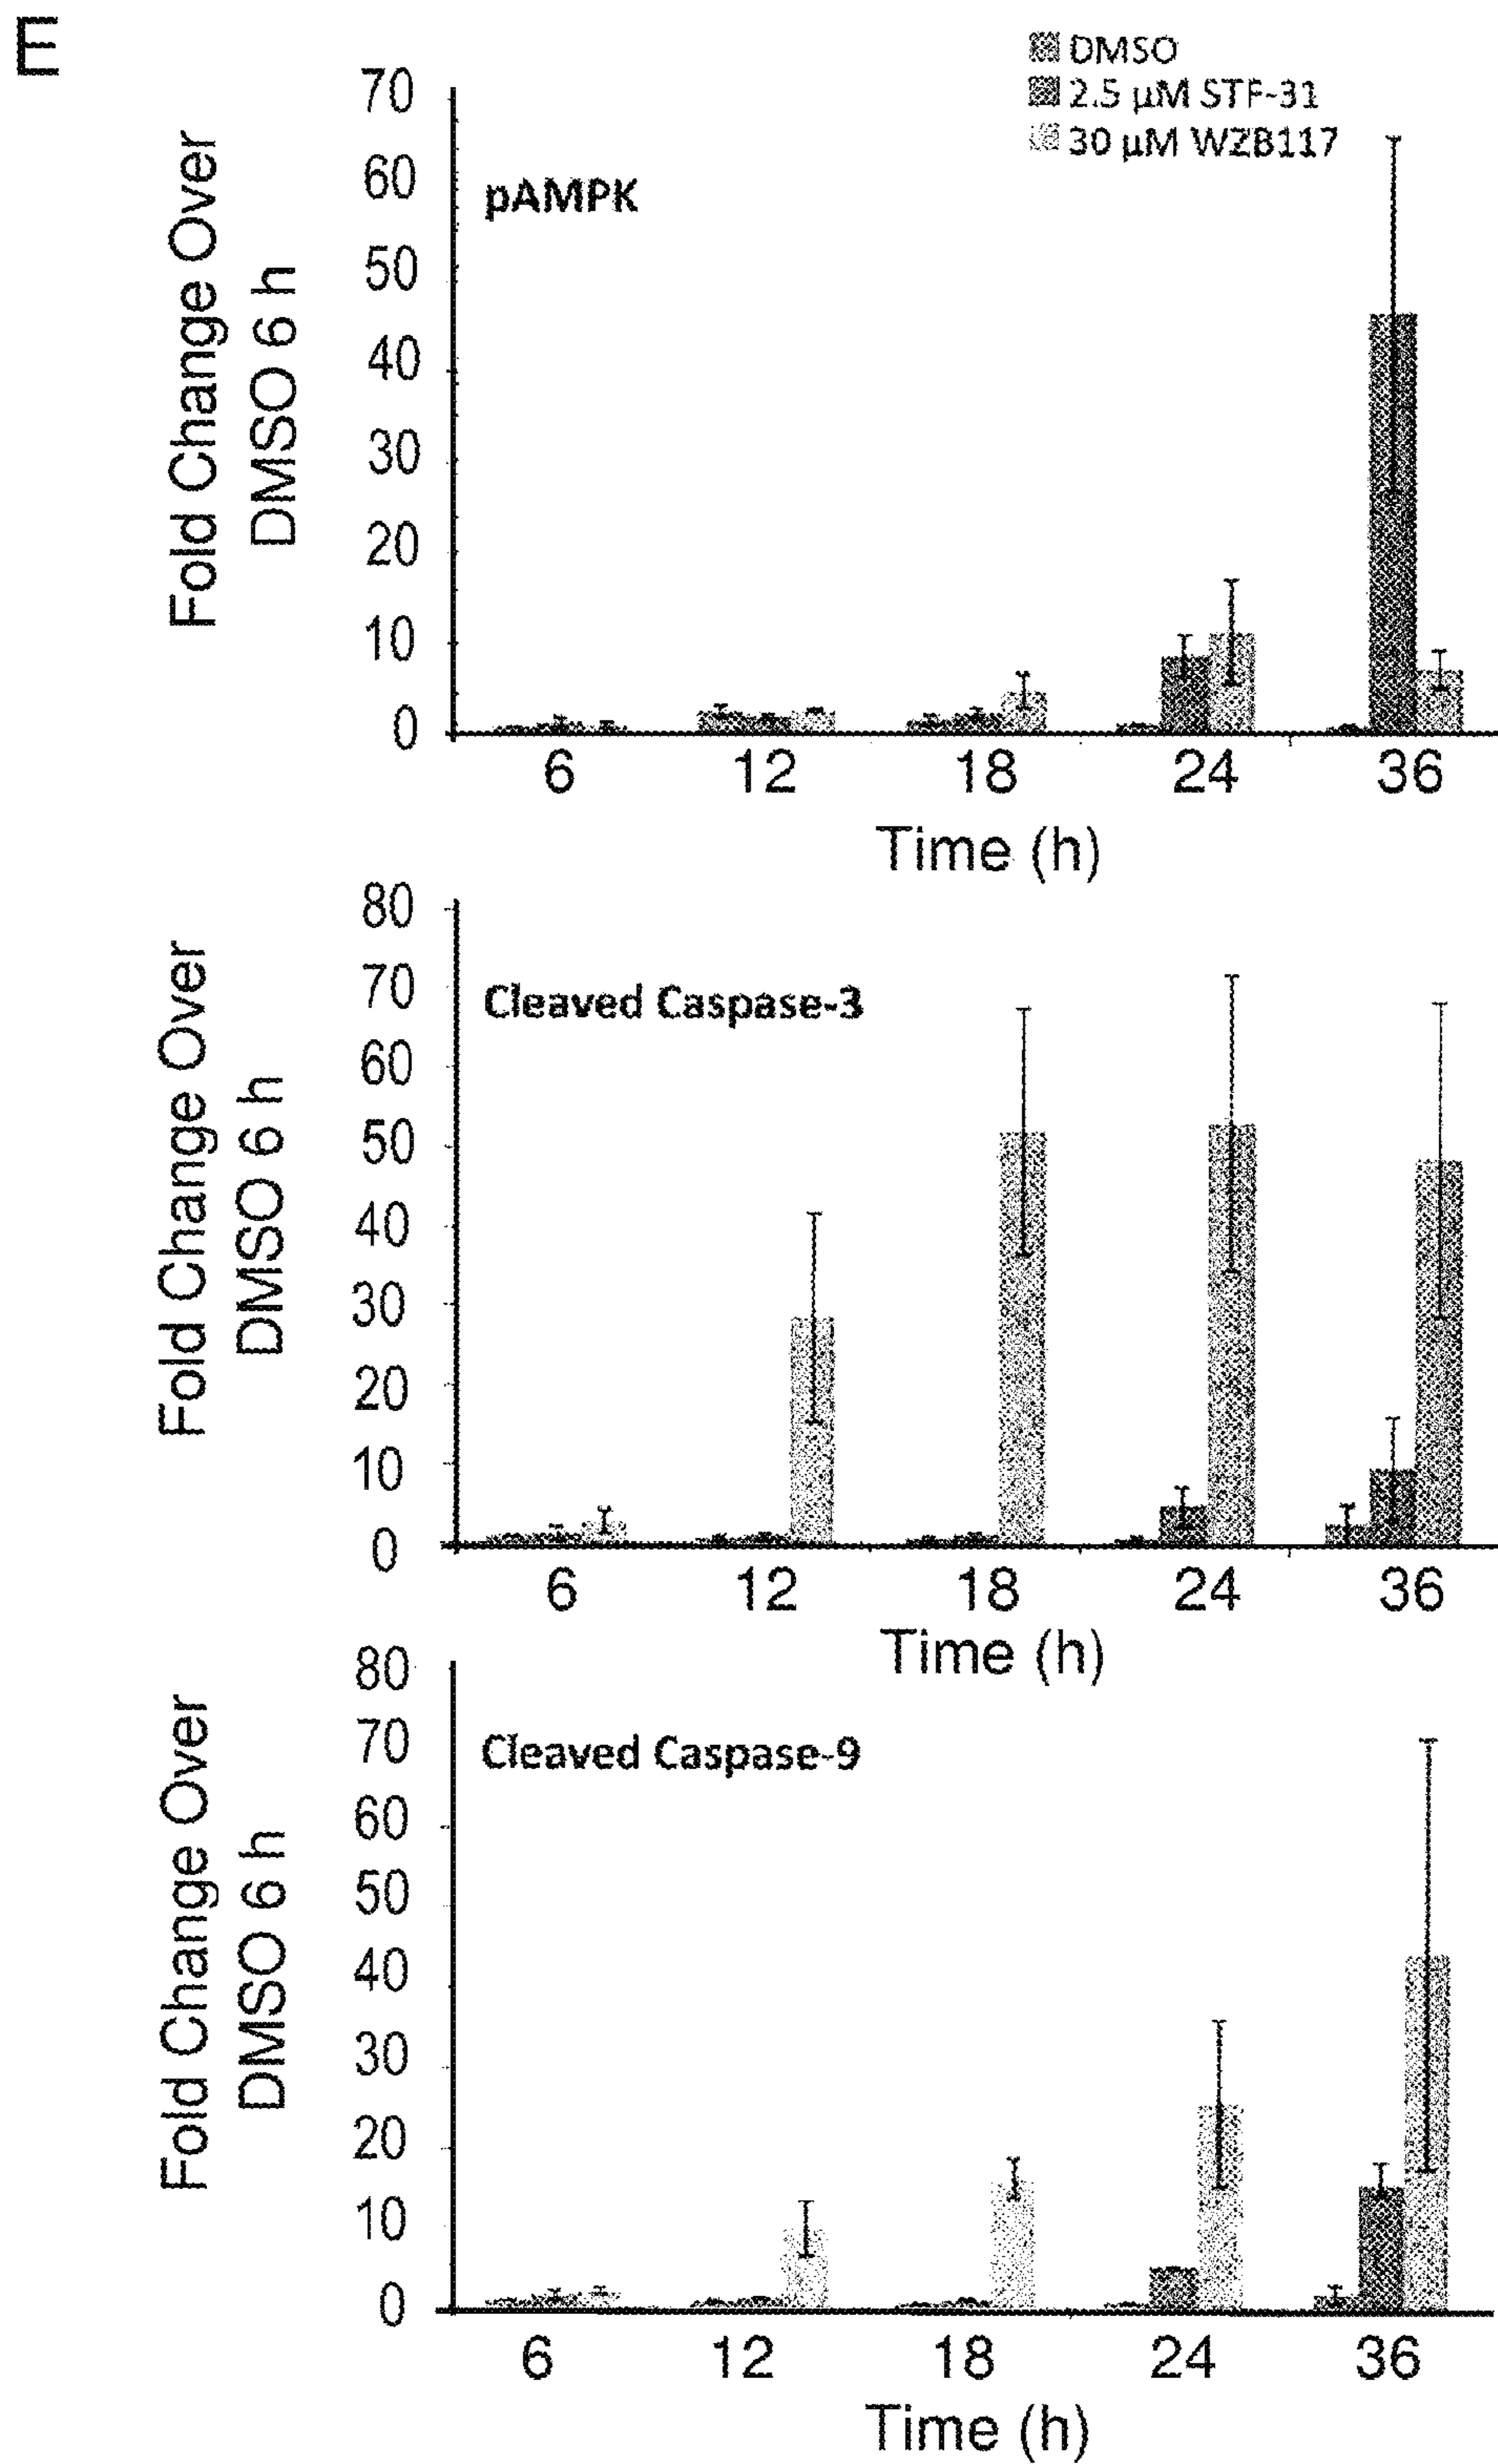 E
DMSO
2.5 µM STF-31
30 µM WZB117
pAMPK
Fold Change Over
DMSO 6 h
70
60
50
40
30
20
10
0
6 12 18 24 36
Time (h)
Cleaved Caspase-3
Fold Change Over
DMSO 6 h
80
70
60
50
40
30
20
10
0
6 12 18 24 36
Time (h)
Cleaved Caspase-9
Fold Change Over
DMSO 6 h
80
70
60
50
40
30
20
10
0
6 12 18 24 36
Time (h)